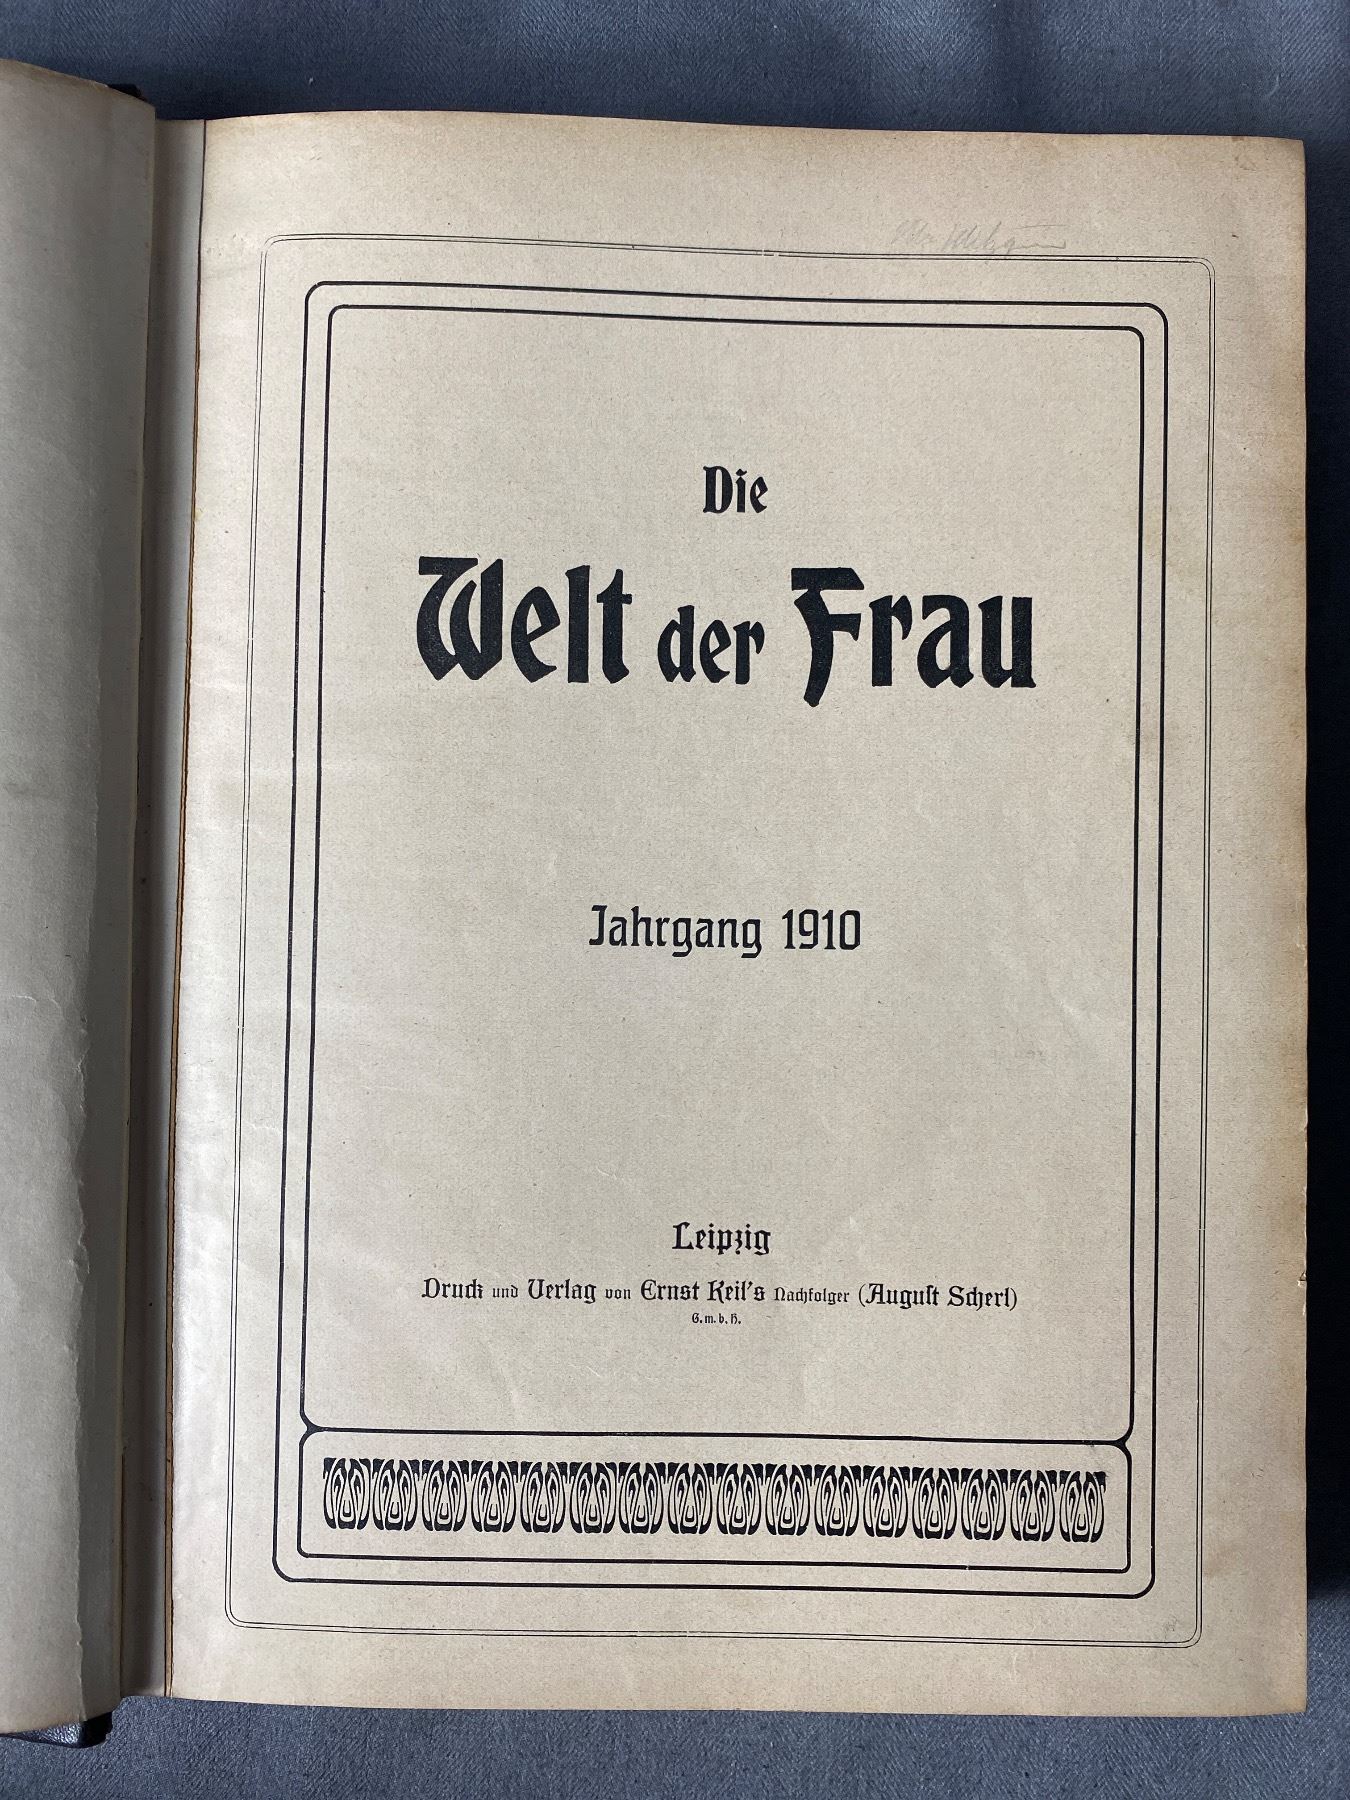 Die
Welt der Frau
Jahrgang 1910
Leipzig
Druck und Verlag von Ernst Keil's Nachfolger (August Scherl)
G. m. b. H.